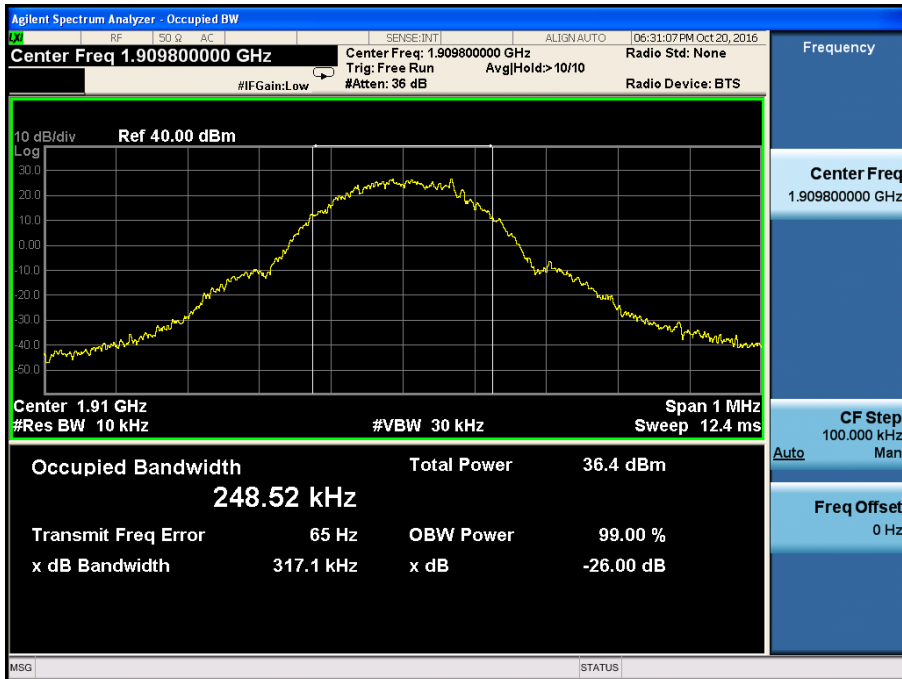 Agilent Spectrum Analyzer - Occupied BW
LXI RF 50 Ω AC SENSE:INT ALIGN AUTO 06:31:07 PM Oct 20, 2016
Center Freq 1.909800000 GHz
Center Freq: 1.909800000 GHz
Radio Std: None
Trig: Free Run Avg|Hold:> 10/10
#IFGain:Low
#Atten: 36 dB
Radio Device: BTS
10 dB/div Ref 40.00 dBm
Log
30.0
20.0
10.0
0.00
-10.0
-20.0
-30.0
-40.0
-50.0
Center 1.91 GHz Span 1 MHz
#Res BW 10 kHz #VBW 30 kHz Sweep 12.4 ms
Occupied Bandwidth Total Power 36.4 dBm
248.52 kHz
Transmit Freq Error 65 Hz OBW Power 99.00 %
x dB Bandwidth 317.1 kHz x dB -26.00 dB
Frequency
Center Freq
1.909800000 GHz
CF Step
100.000 kHz
Auto Man
Freq Offset
0 Hz
MSG STATUS